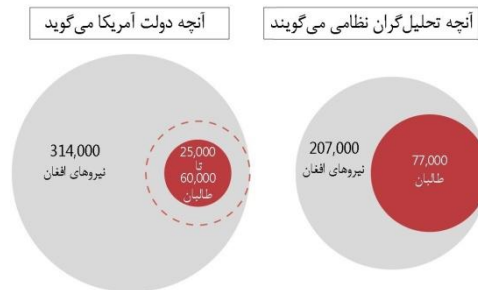 آنچه تحلیل‌گران نظامی می‌گویند
207,000
نیروهای افغان
77,000
طالبان
آنچه دولت آمریکا می‌گوید
314,000
نیروهای افغان
25,000
تا
60,000
طالبان